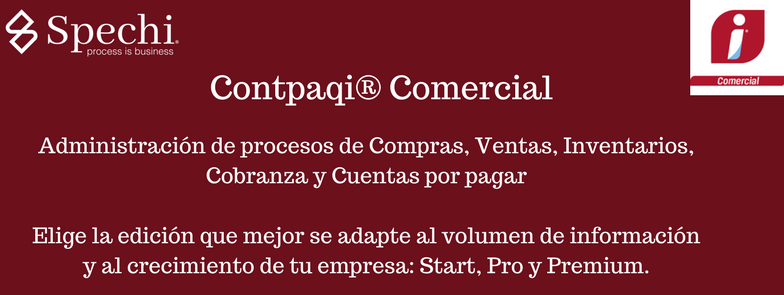 Spechi®
process is business
Comercial
Contpaqi® Comercial
Administración de procesos de Compras, Ventas, Inventarios,
Cobranza y Cuentas por pagar
Elige la edición que mejor se adapte al volumen de información
y al crecimiento de tu empresa: Start, Pro y Premium.